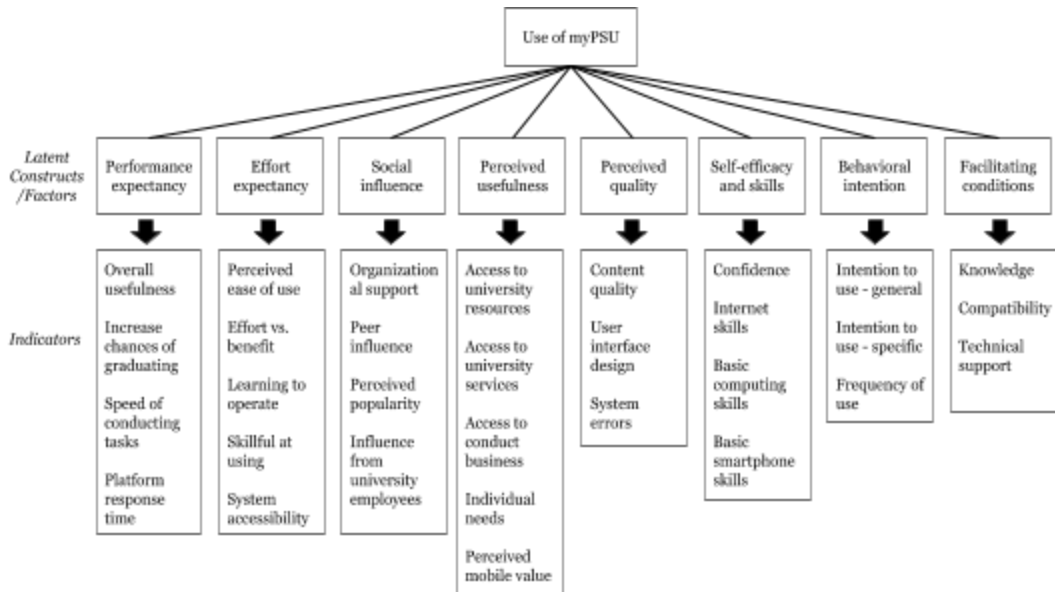 Use of myPSU
Latent
Constructs
/Factors
Performance
expectancy
Effort
expectancy
Social
influence
Perceived
usefulness
Perceived
quality
Self-efficacy
and skills
Behavioral
intention
Facilitating
conditions
Indicators
Overall
usefulness
Increase
chances of
graduating
Speed of
conducting
tasks
Platform
response
time
Perceived
ease of use
Effort vs.
benefit
Learning to
operate
Skillful at
using
System
accessibility
Organization
al support
Peer
influence
Perceived
popularity
Influence
from
university
employees
Access to
university
resources
Access to
university
services
Access to
conduct
business
Individual
needs
Perceived
mobile value
Content
quality
User
interface
design
System
errors
Confidence
Internet
skills
Basic
computing
skills
Basic
smartphone
skills
Intention to
use - general
Intention to
use - specific
Frequency of
use
Knowledge
Compatibility
Technical
support